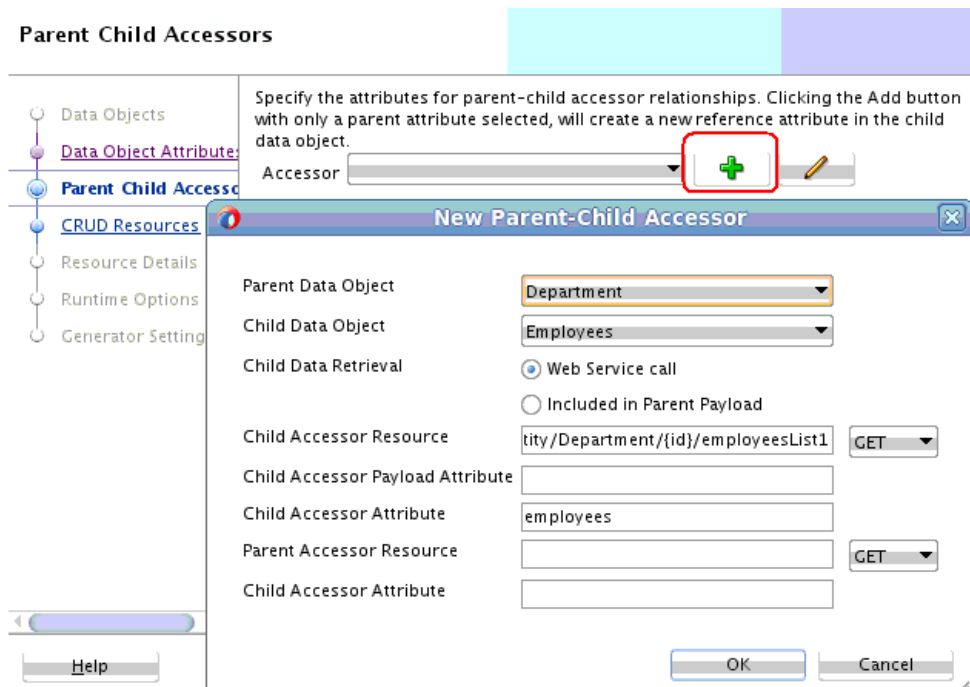 Parent Child Accessors
Specify the attributes for parent-child accessor relationships. Clicking the Add button
with only a parent attribute selected, will create a new reference attribute in the child
data object.
Accessor
Data Objects
Data Object Attributes
Parent Child Accesso
CRUD Resources
Resource Details
Runtime Options
Generator Setting
New Parent-Child Accessor
Parent Data Object Department
Child Data Object Employees
Child Data Retrieval Web Service call
Included in Parent Payload
Child Accessor Resource tity/Department/{id}/employeesList1 GET
Child Accessor Payload Attribute
Child Accessor Attribute employees
Parent Accessor Resource GET
Child Accessor Attribute
Help
OK Cancel